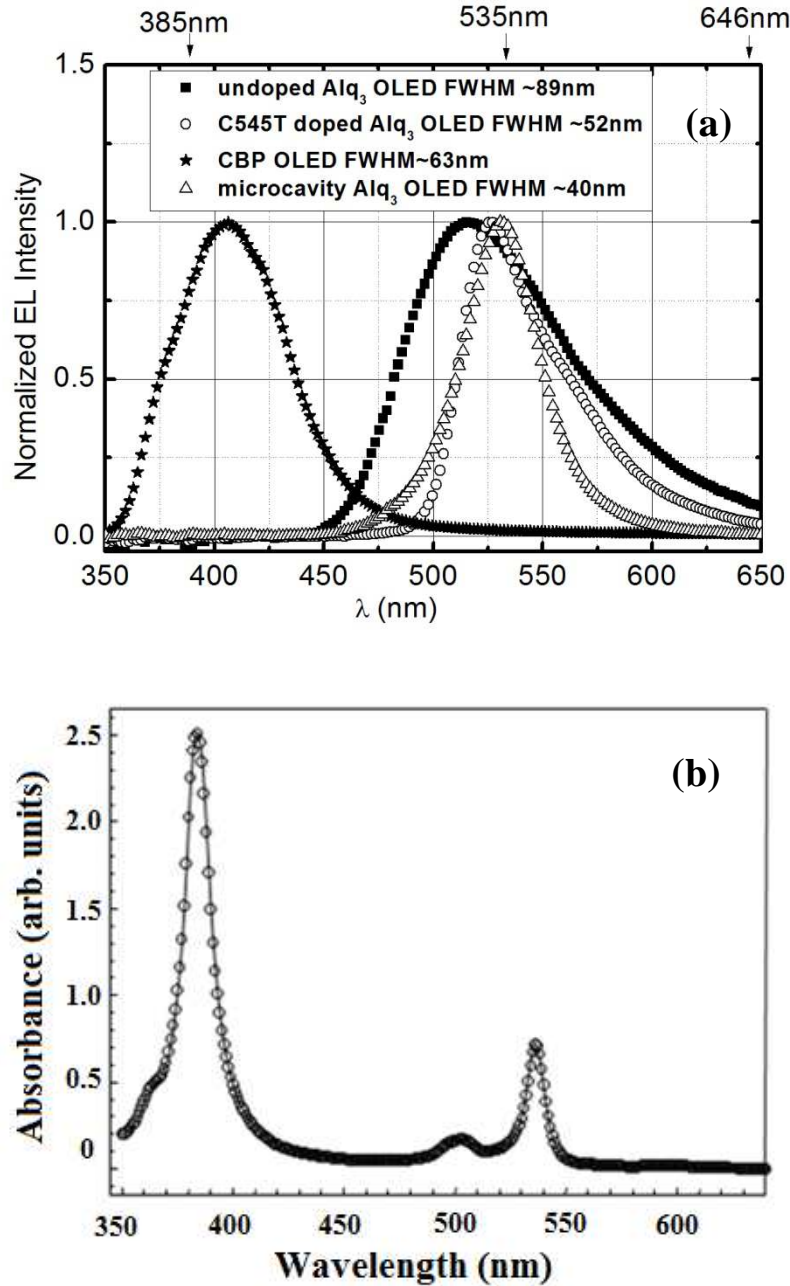 385nm 535nm 646nm
1.5
undoped Alq3 OLED FWHM ~89nm
(a)
C545T doped Alq3 OLED FWHM ~52nm
CBP OLED FWHM~63nm
microcavity Alq3 OLED FWHM ~40nm
1.0
Normalized EL Intensity
0.5
0.0
350 400 450 500 550 600 650
λ (nm)
2.5
(b)
2.0
Absorbance (arb. units)
1.5
1.0
0.5
0
350 400 450 500 550 600
Wavelength (nm)